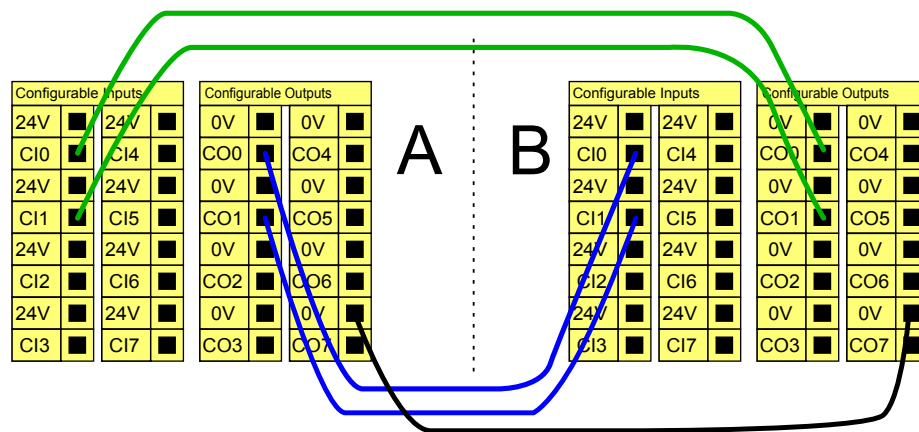 Configurable Inputs Configurable Outputs Configurable Inputs Configurable Outputs
24V 24V 0V 0V A B 24V 24V 0V 0V
CI0 CI4 CO0 CO4 CI0 CI4 CO0 CO4
24V 24V 0V 0V 24V 24V 0V 0V
CI1 CI5 CO1 CO5 CI1 CI5 CO1 CO5
24V 24V 0V 0V 24V 24V 0V 0V
CI2 CI6 CO2 CO6 CI2 CI6 CO2 CO6
24V 24V 0V 0V 24V 24V 0V 0V
CI3 CI7 CO3 CO7 CI3 CI7 CO3 CO7